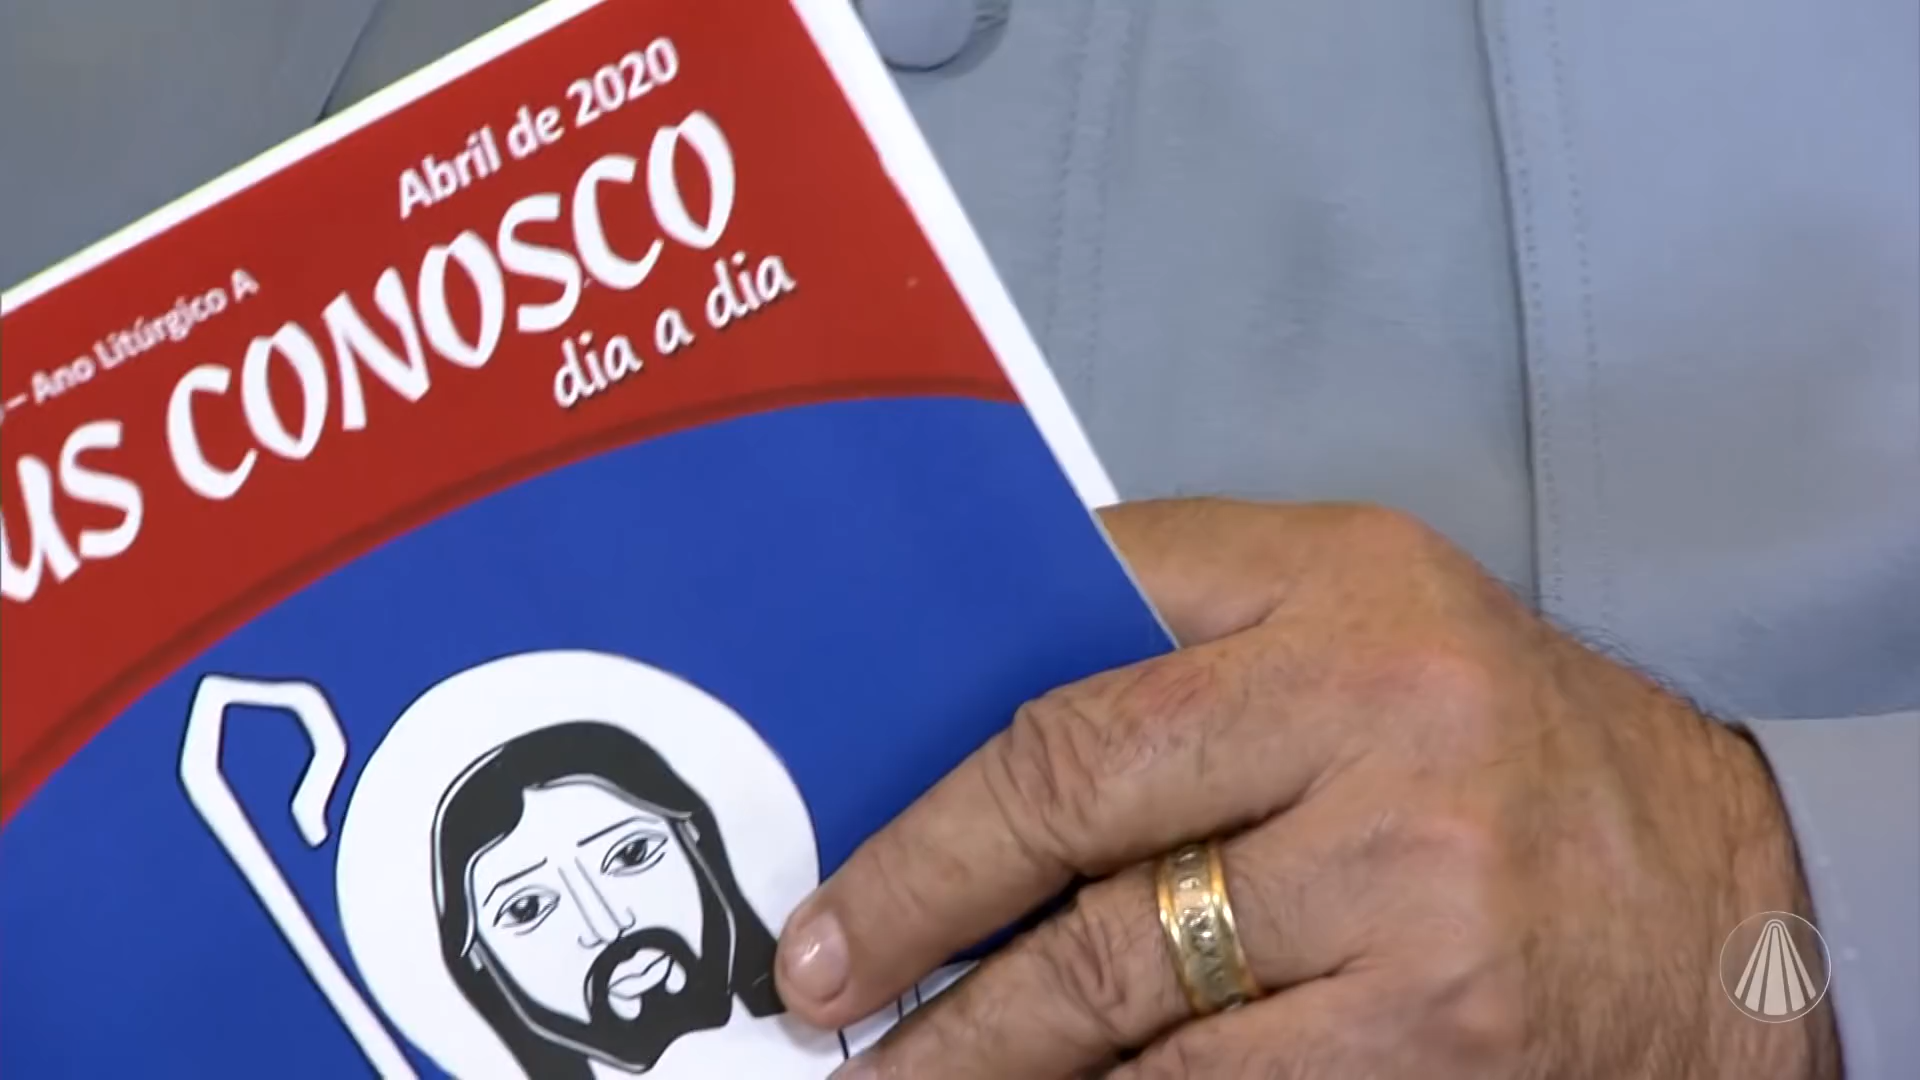 Abril de 2020
– Ano Litúrgico A
US CONOSCO
dia a dia